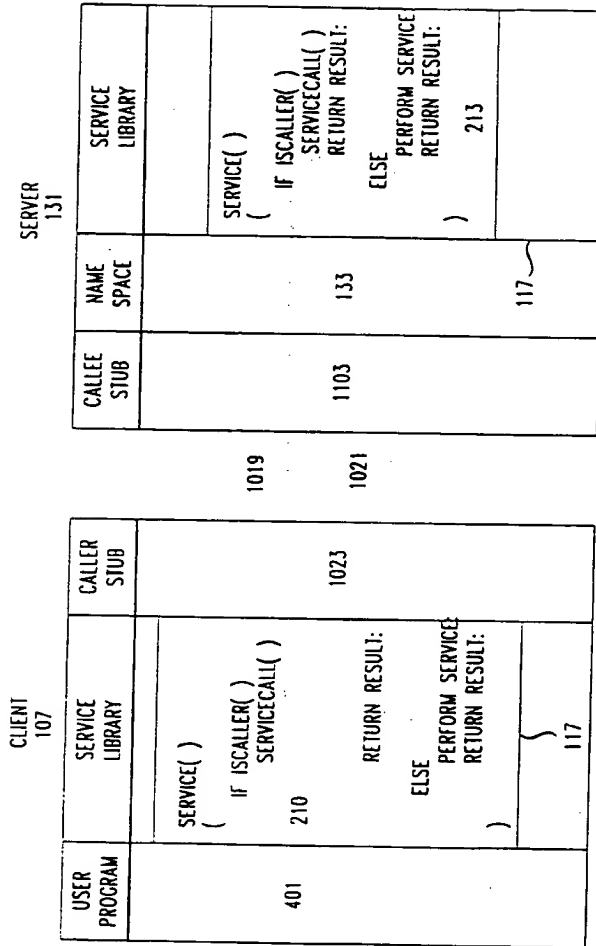 CLIENT
107
USER
PROGRAM
SERVICE
LIBRARY
CALLER
STUB
401
SERVICE( )
(
IF ISCALLER( )
SERVICECALL( )
210
RETURN RESULT:
ELSE
PERFORM SERVICE:
RETURN RESULT:
)
117
1023
1019
1021
SERVER
131
CALLEE
STUB
NAME
SPACE
SERVICE
LIBRARY
1103
133
117
SERVICE( )
(
IF ISCALLER( )
SERVICECALL( )
RETURN RESULT:
ELSE
PERFORM SERVICE
RETURN RESULT:
213
)